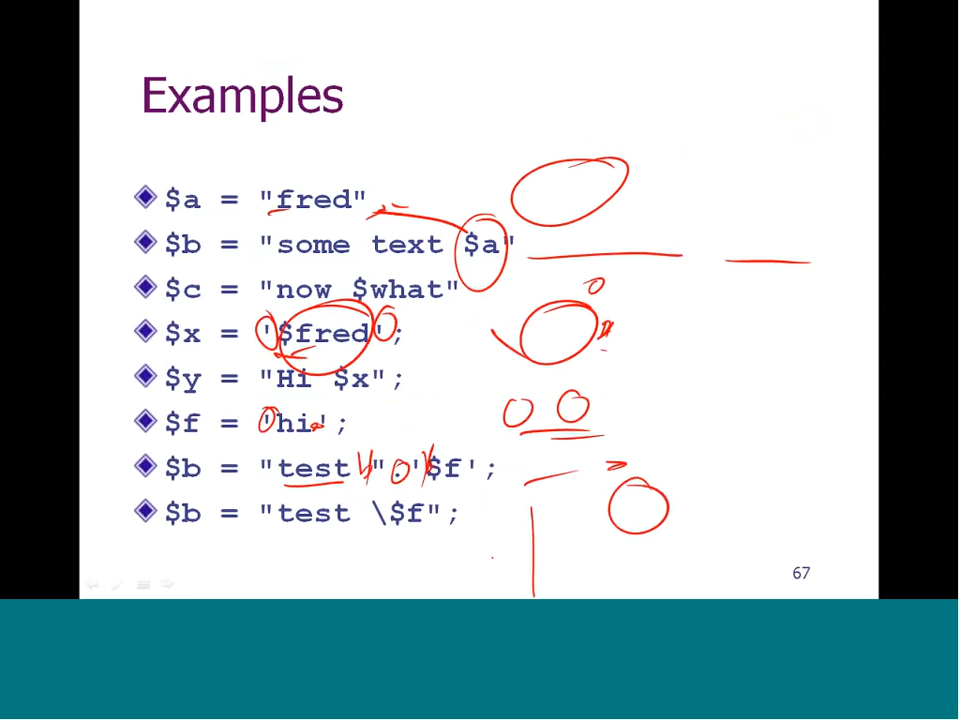 Examples
$a = "fred"
$b = "some text $a"
$c = "now $what"
$x = '$fred';
$y = "Hi $x";
$f = 'hi';
$b = "test ".'$f';
$b = "test \$f";
67